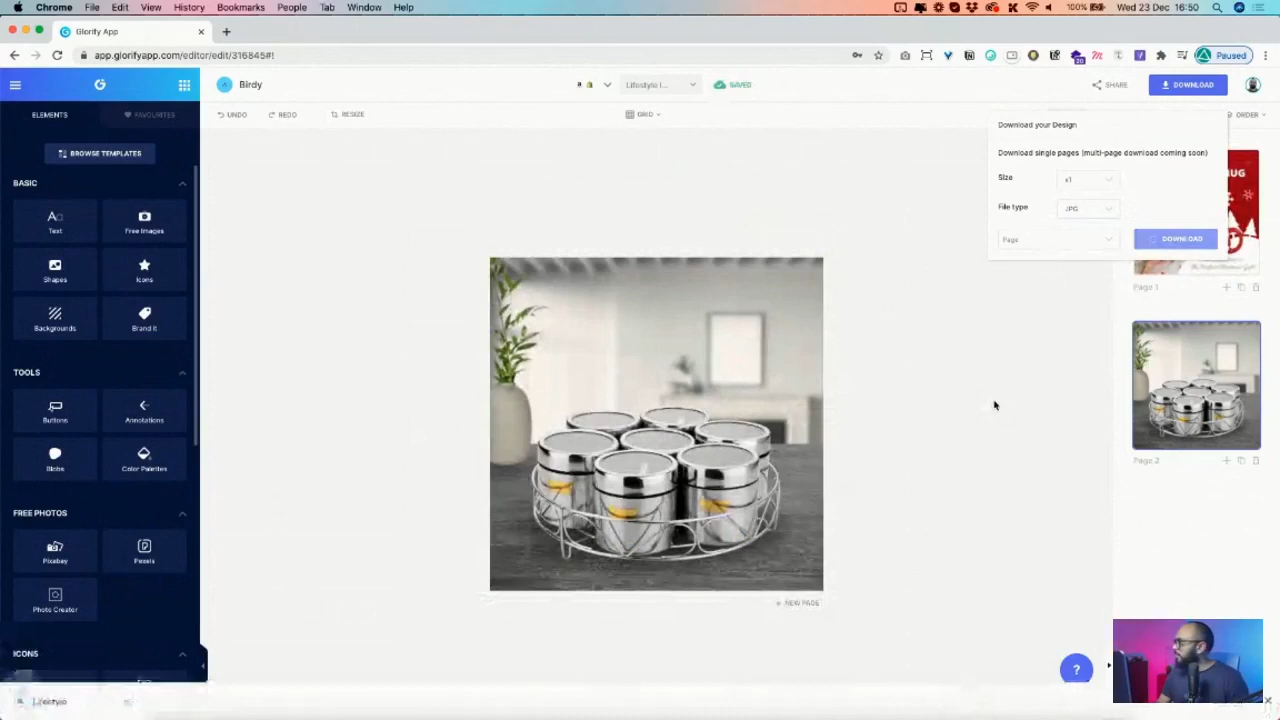 Chrome File Edit View History Bookmarks People Tab Window Help
100% Wed 23 Dec 16:50
Glorify App
app.glorifyapp.com/editor/edit/316845#!
Paused
Birdy
Lifestyle I...
SAVED
SHARE
DOWNLOAD
ELEMENTS
FAVOURITES
UNDO
REDO
RESIZE
GRID
ORDER
BROWSE TEMPLATES
Download your Design
Download single pages (multi-page download coming soon)
Size
x1
File type
JPG
Page
DOWNLOAD
BASIC
Text
Free Images
Shapes
Icons
Backgrounds
Brand it
TOOLS
Buttons
Annotations
Blobs
Color Palettes
FREE PHOTOS
Pixabay
Pexels
Photo Creator
ICONS
UG
Page 1
Page 2
NEW PAGE
?